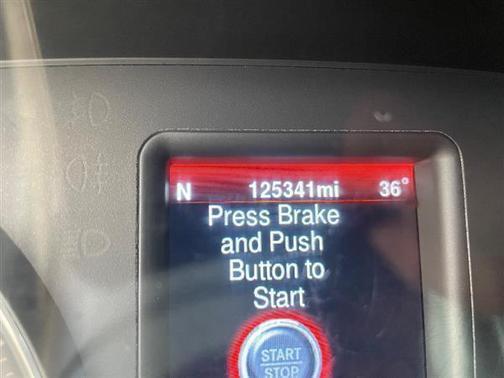 N 125341mi 36°
Press Brake
and Push
Button to
Start
START
STOP